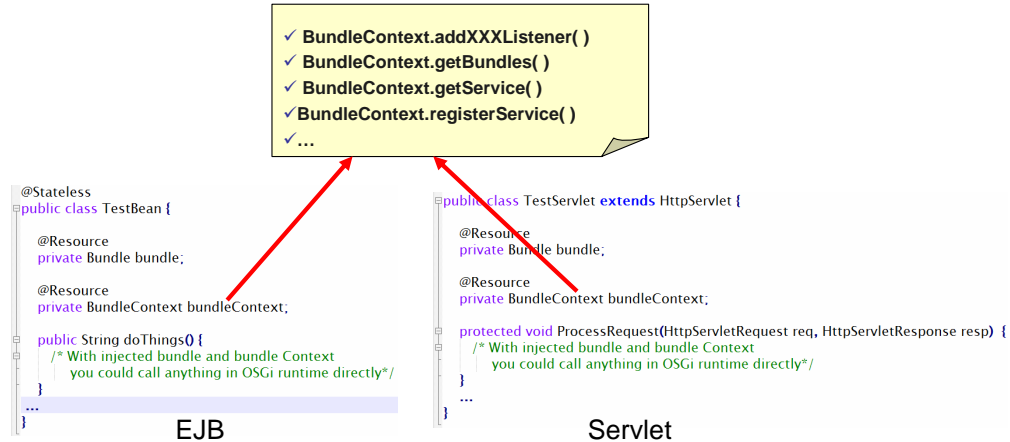 ✓ BundleContext.addXXXListener( )
✓ BundleContext.getBundles( )
✓ BundleContext.getService( )
✓BundleContext.registerService( )
✓...
@Stateless
public class TestBean {
@Resource
private Bundle bundle;
@Resource
private BundleContext bundleContext;
public String doThings() {
/* With injected bundle and bundle Context
you could call anything in OSGi runtime directly*/
}
...
}
EJB
public class TestServlet extends HttpServlet {
@Resource
private Bundle bundle;
@Resource
private BundleContext bundleContext;
protected void ProcessRequest(HttpServletRequest req, HttpServletResponse resp) {
/* With injected bundle and bundle Context
you could call anything in OSGi runtime directly*/
}
...
}
Servlet